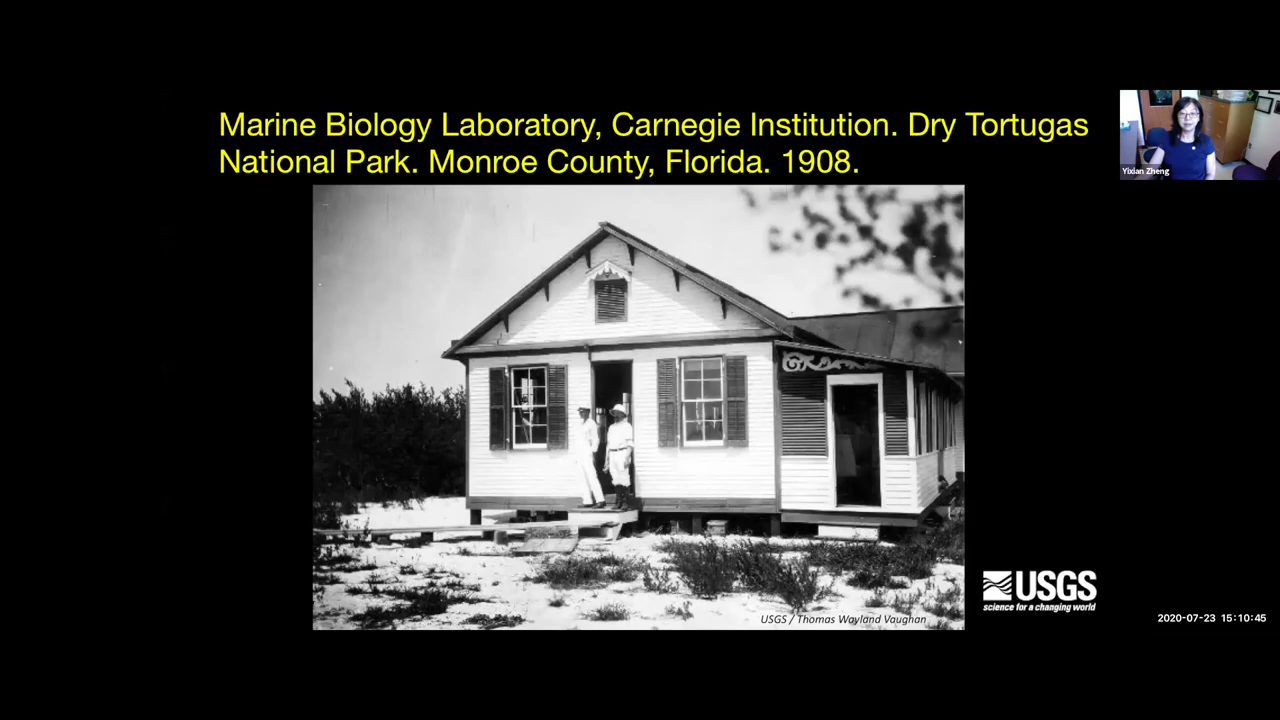 Marine Biology Laboratory, Carnegie Institution. Dry Tortugas
National Park. Monroe County, Florida. 1908.
Yixian Zheng
USGS
science for a changing world
USGS / Thomas Wayland Vaughan
2020-07-23 15:10:45